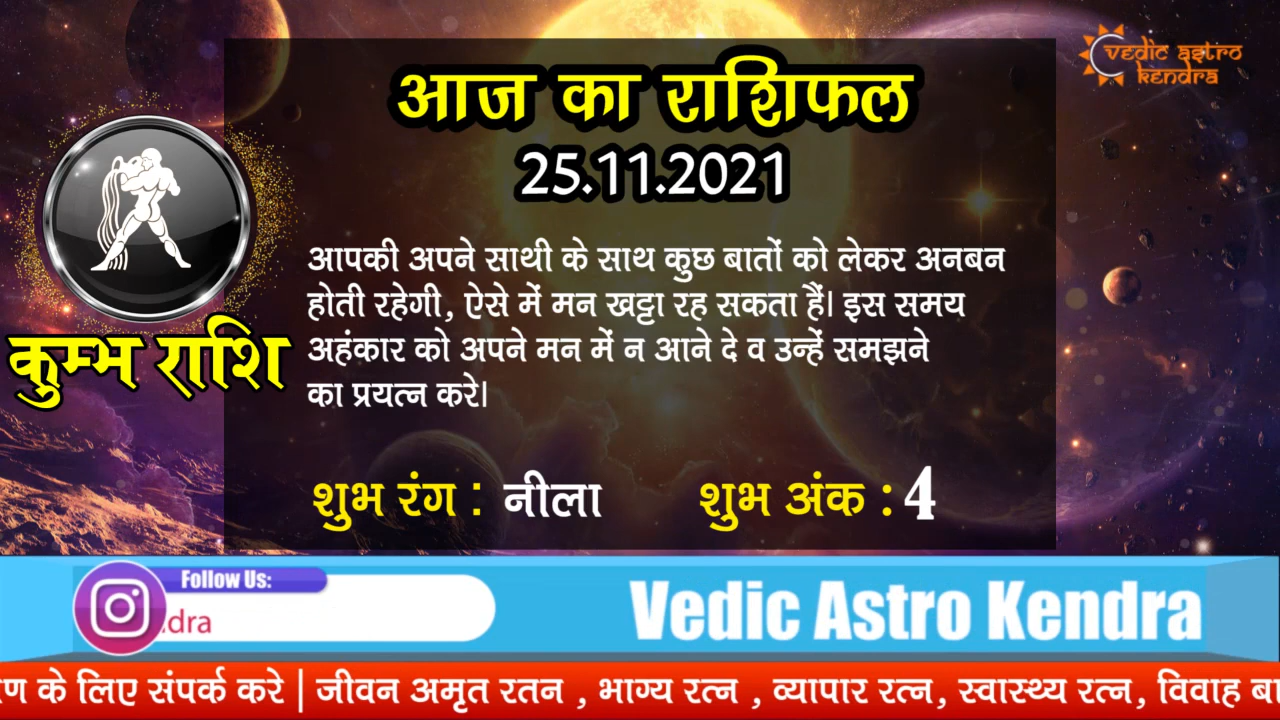 आज का राशिफल
25.11.2021
vedic astro
kendra
आपकी अपने साथी के साथ कुछ बातों को लेकर अनबन
होती रहेगी, ऐसे में मन खट्टा रह सकता हैं। इस समय
अहंकार को अपने मन में न आने दे व उन्हें समझने
का प्रयत्न करे।
कुम्भ राशि
शुभ रंग : नीला
शुभ अंक : 4
Follow Us:
dra
Vedic Astro Kendra
के लिए संपर्क करे | जीवन अमृत रतन , भाग्य रत्न , व्यापार रत्न, स्वास्थ्य रत्न, विवाह